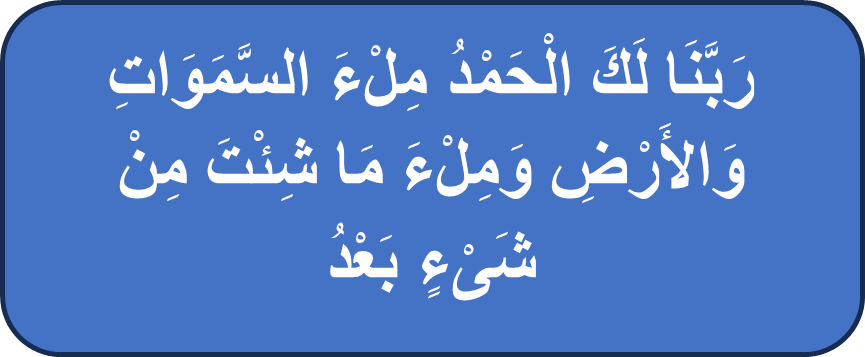 رَبَّنَا لَكَ الْحَمْدُ مِلْءَ السَّمَوَاتِ
وَالأَرْضِ وَمِلْءَ مَا شِئْتَ مِنْ
شَىْءٍ بَعْدُ